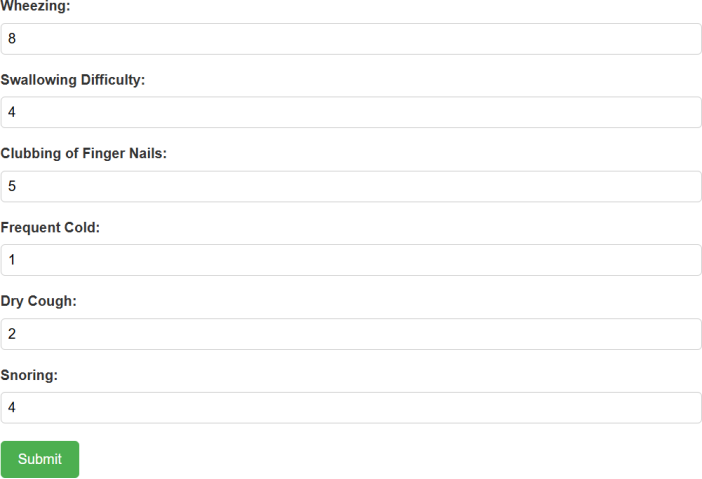 Wheezing:
8
Swallowing Difficulty:
4
Clubbing of Finger Nails:
5
Frequent Cold:
1
Dry Cough:
2
Snoring:
4
Submit